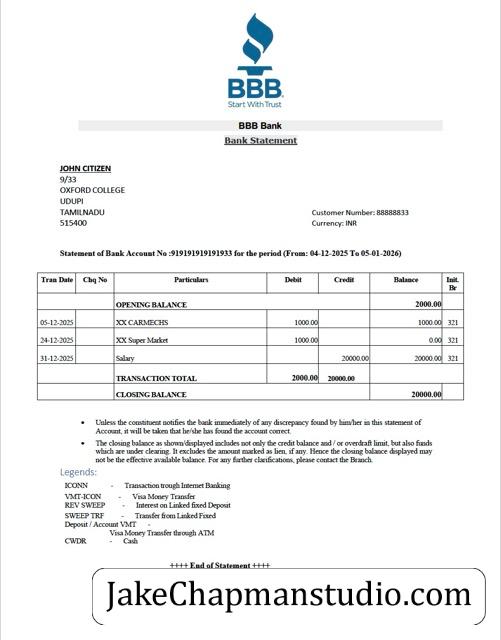 BBB
Start With Trust
BBB Bank
Bank Statement
JOHN CITIZEN
9/33
OXFORD COLLEGE
UDUPI
TAMILNADU
515400
Customer Number: 88888833
Currency: INR
Statement of Bank Account No :919191919191933 for the period (From: 04-12-2025 To 05-01-2026)
Tran Date Chq No Particulars Debit Credit Balance Init. Br
OPENING BALANCE 2000.00
05-12-2025 XX CARMECHS 1000.00 1000.00 321
24-12-2025 XX Super Market 1000.00 0.00 321
31-12-2025 Salary 20000.00 20000.00 321
TRANSACTION TOTAL 2000.00 20000.00
CLOSING BALANCE 20000.00
• Unless the constituent notifies the bank immediately of any discrepancy found by him/her in this statement of
Account, it will be taken that he/she has found the account correct.
• The closing balance as shown/displayed includes not only the credit balance and / or overdraft limit, but also funds
which are under clearing. It excludes the amount marked as lien, if any. Hence the closing balance displayed may
not be the effective available balance. For any further clarifications, please contact the Branch.
Legends:
ICONN - Transaction trough Internet Banking
VMT-ICON - Visa Money Transfer
REV SWEEP - Interest on Linked fixed Deposit
SWEEP TRF - Transfer from Linked Fixed
Deposit / Account VMT -
Visa Money Transfer through ATM
CWDR - Cash
++++ End of Statement ++++
JakeChapmanstudio.com